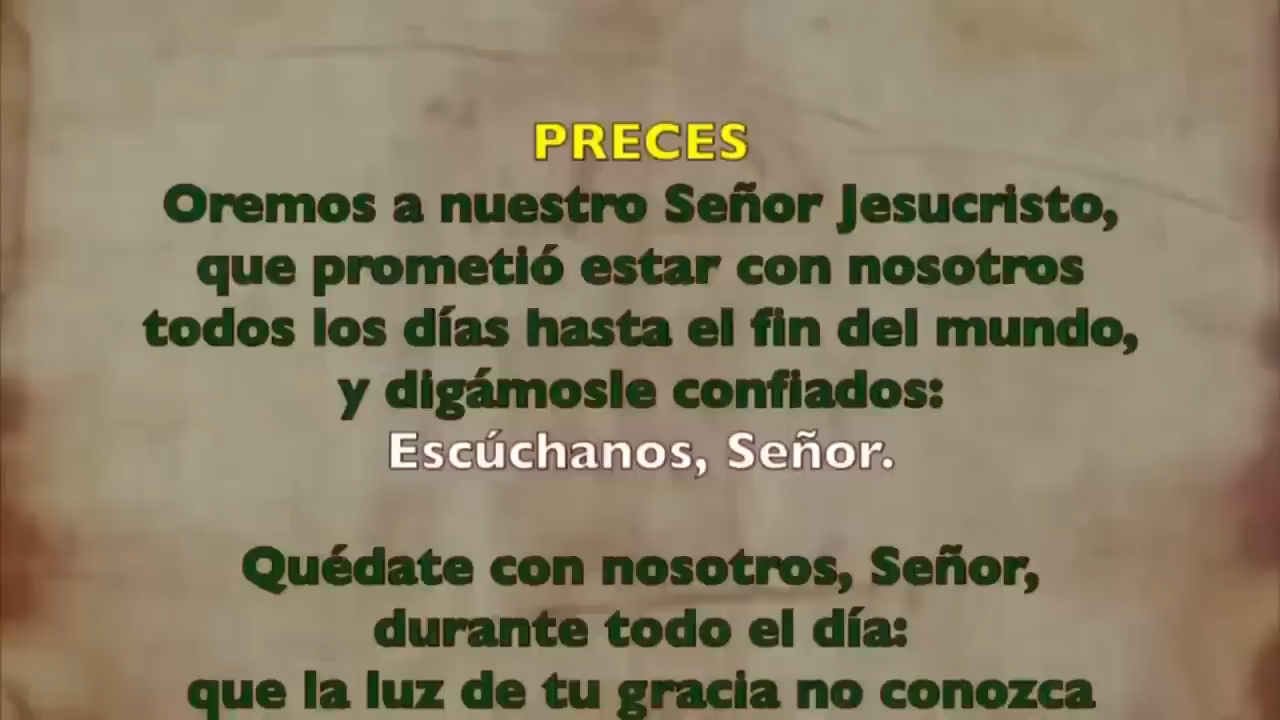 PRECES
Oremos a nuestro Señor Jesucristo,
que prometió estar con nosotros
todos los días hasta el fin del mundo,
y digámosle confiados:
Escúchanos, Señor.
Quédate con nosotros, Señor,
durante todo el día:
que la luz de tu gracia no conozca